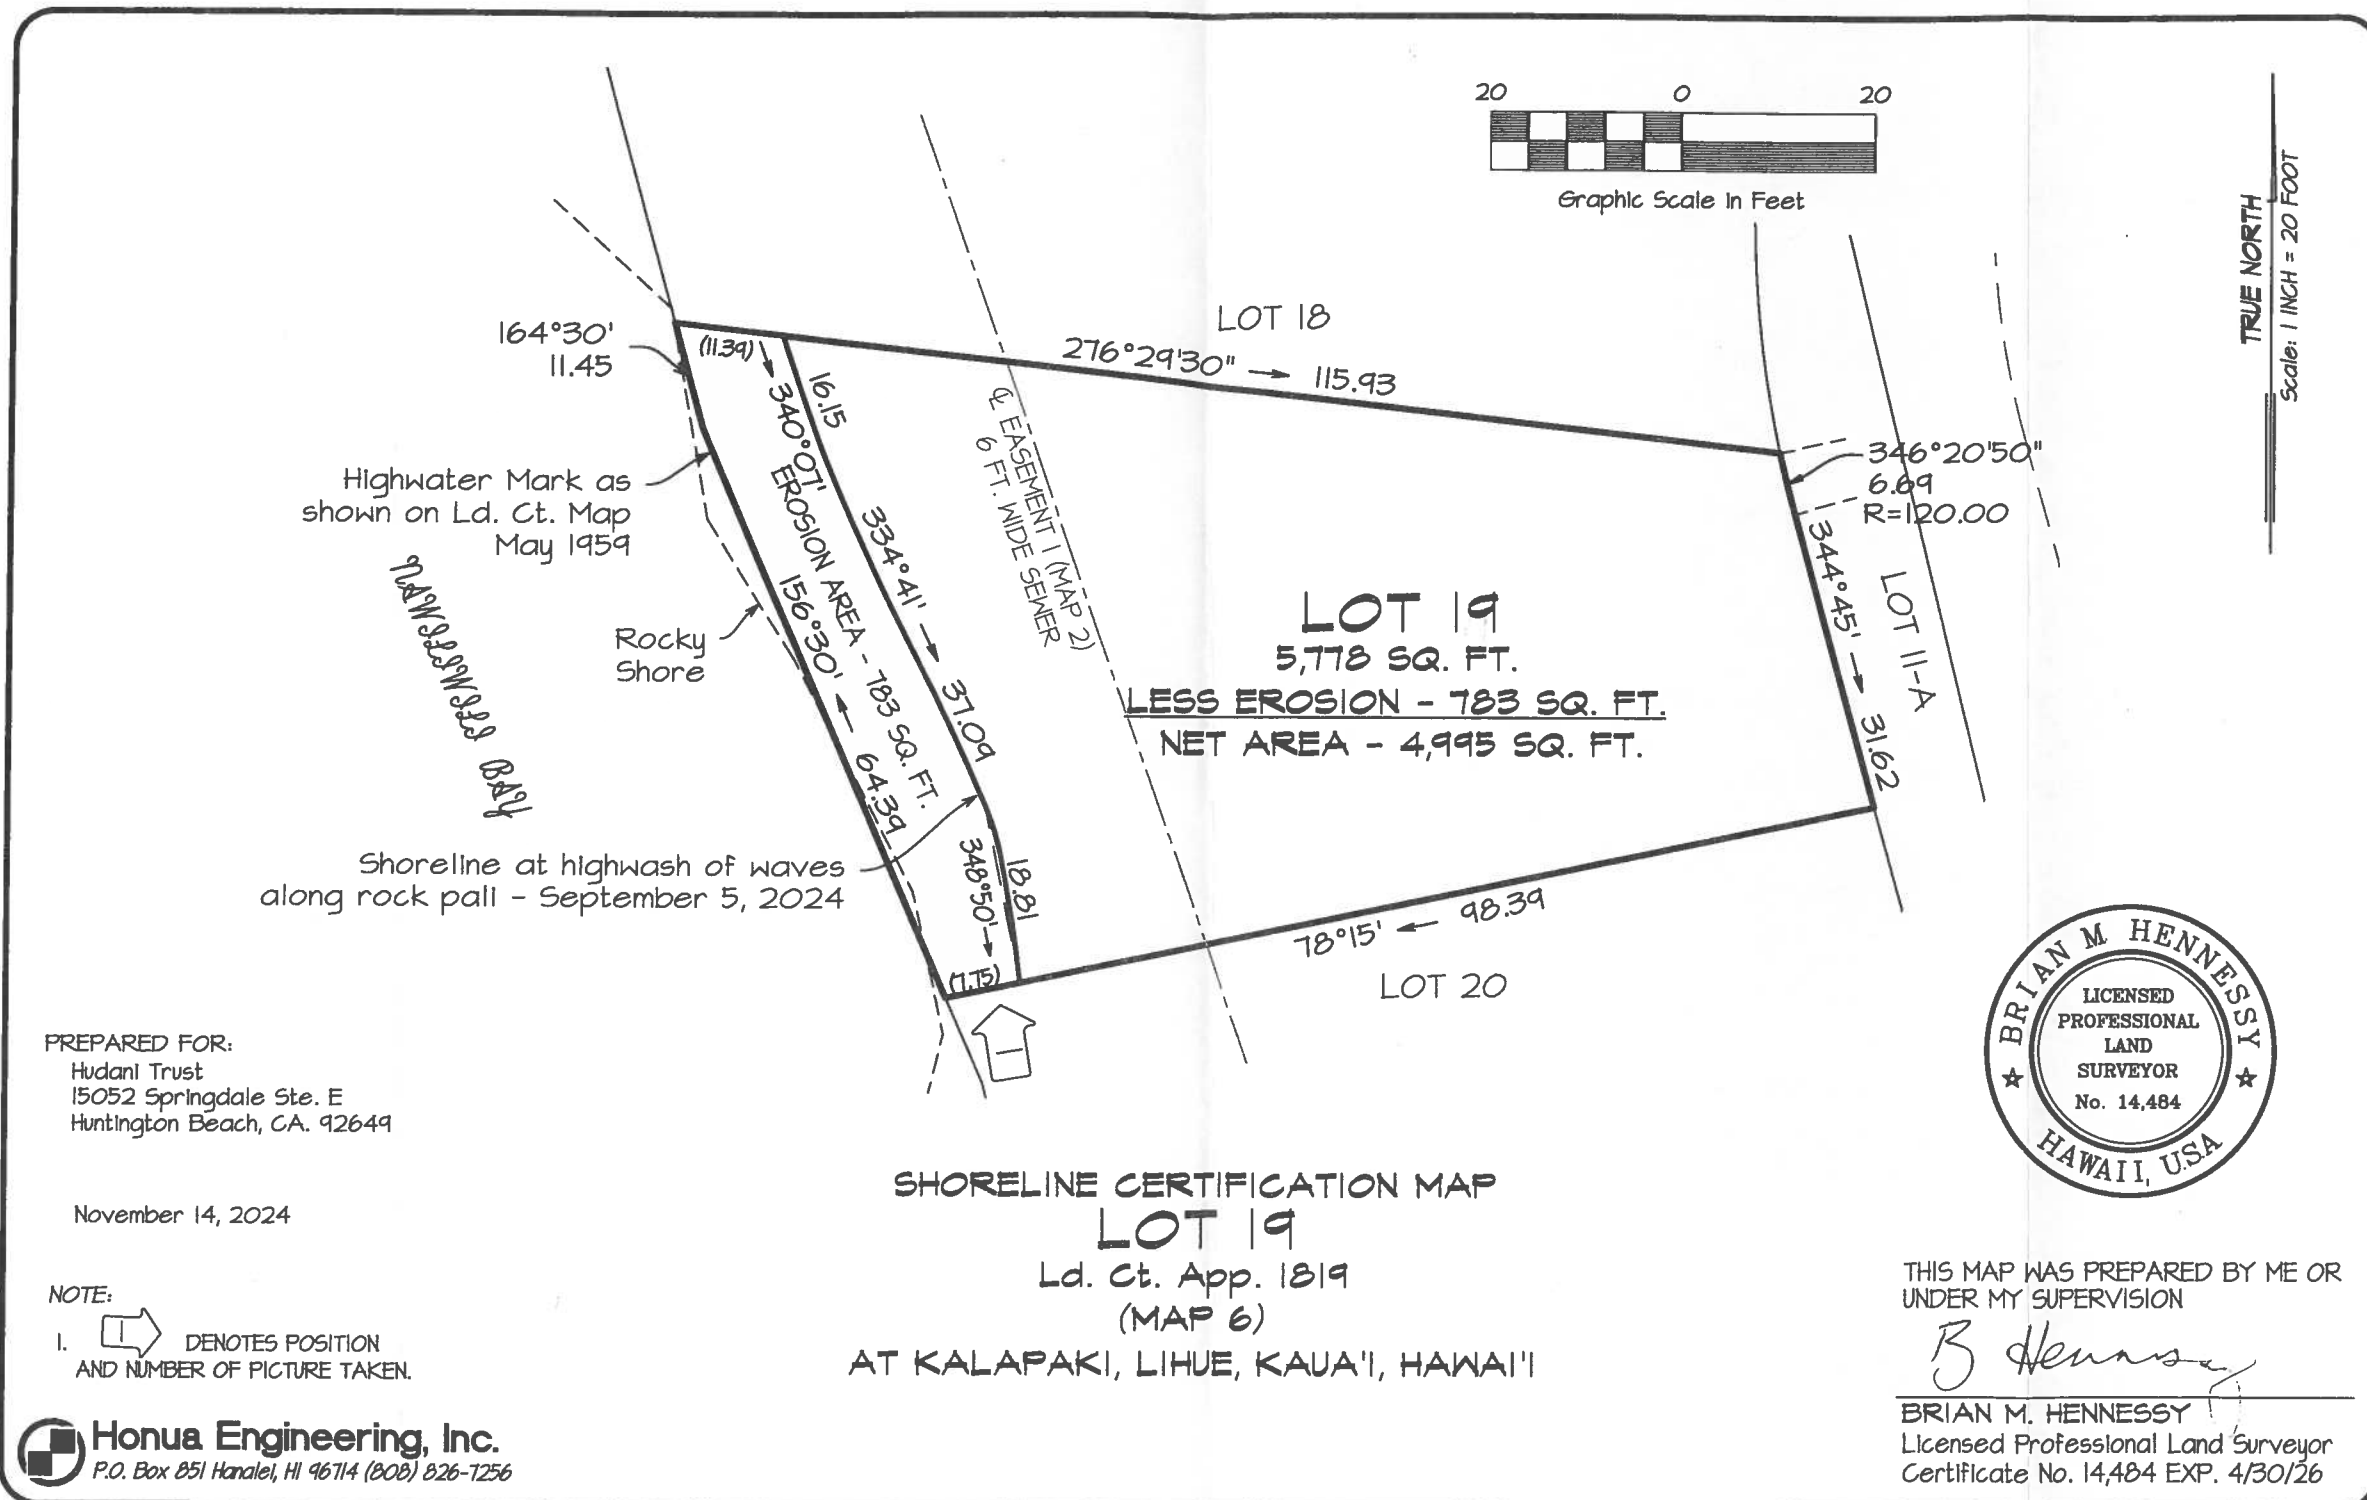 20 0 20
Graphic Scale in Feet
TRUE NORTH
Scale: 1 INCH = 20 FOOT
LOT 18
276°29'30" 115.93
164°30'
11.45
(11.39)
340°07'
16.15
EROSION AREA - 783 SQ. FT.
334°41' 37.09
℄ EASEMENT 1 (MAP 2)
6 FT. WIDE SEWER
346°20'50"
6.69
R=120.00
344°45' 31.62
LOT 11-A
Highwater Mark as
shown on Ld. Ct. Map
May 1959
NAWILIWILI BAY
Rocky
Shore
156°30' 64.39
LOT 19
5,778 SQ. FT.
LESS EROSION - 783 SQ. FT.
NET AREA - 4,995 SQ. FT.
Shoreline at highwash of waves
along rock pali - September 5, 2024
348°50'
18.81
(7.75)
78°15' 98.39
LOT 20
1
BRIAN M HENNESSY
LICENSED
PROFESSIONAL
LAND
SURVEYOR
No. 14,484
HAWAII, U.S.A
PREPARED FOR:
Hudani Trust
15052 Springdale Ste. E
Huntington Beach, CA. 92649
November 14, 2024
NOTE:
1. 1 DENOTES POSITION
AND NUMBER OF PICTURE TAKEN.
SHORELINE CERTIFICATION MAP
LOT 19
Ld. Ct. App. 1819
(MAP 6)
AT KALAPAKI, LIHUE, KAUA'I, HAWAI'I
THIS MAP WAS PREPARED BY ME OR
UNDER MY SUPERVISION
B Hennessy
BRIAN M. HENNESSY
Licensed Professional Land Surveyor
Certificate No. 14,484 EXP. 4/30/26
Honua Engineering, Inc.
P.O. Box 851 Hanalei, HI 96714 (808) 826-7256